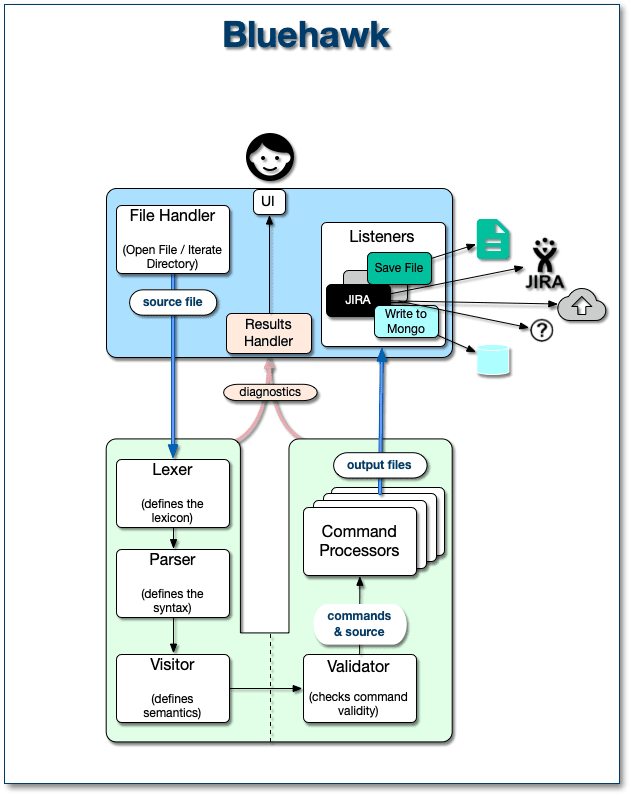 Bluehawk
UI
File Handler
(Open File / Iterate
Directory)
source file
Results
Handler
Listeners
Save File
JIRA
Write to
Mongo
JIRA
?
diagnostics
Lexer
(defines the
lexicon)
Parser
(defines the
syntax)
Visitor
(defines
semantics)
output files
Command
Processors
commands
& source
Validator
(checks command
validity)